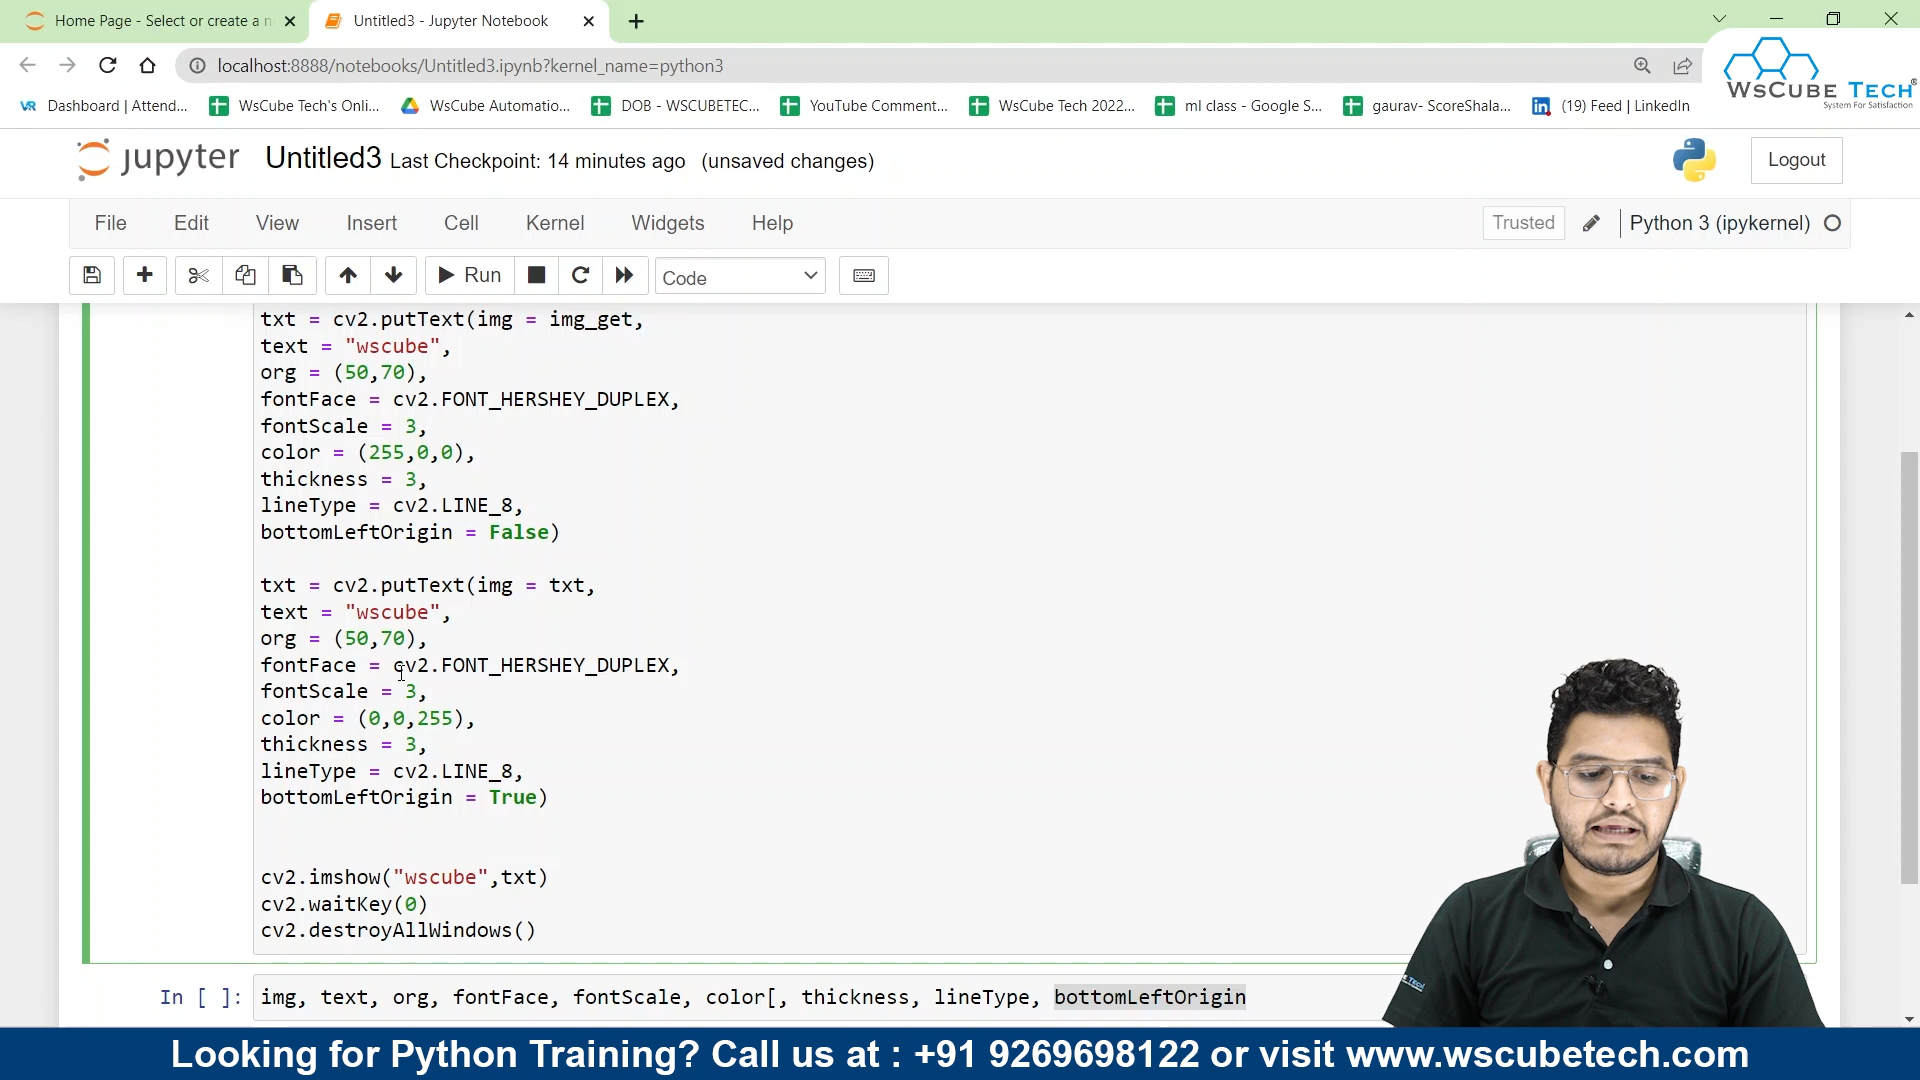 Home Page - Select or create a n
Untitled3 - Jupyter Notebook
localhost:8888/notebooks/Untitled3.ipynb?kernel_name=python3
WSCUBE TECH
System For Satisfaction
VR Dashboard | Attend...
WsCube Tech's Onli...
WsCube Automatio...
DOB - WSCUBETEC...
YouTube Comment...
WsCube Tech 2022...
ml class - Google S...
gaurav- ScoreShala...
in (19) Feed | LinkedIn
jupyter Untitled3 Last Checkpoint: 14 minutes ago (unsaved changes)
Logout
File Edit View Insert Cell Kernel Widgets Help
Trusted
Python 3 (ipykernel)
Run
Code
txt = cv2.putText(img = img_get,
text = "wscube",
org = (50,70),
fontFace = cv2.FONT_HERSHEY_DUPLEX,
fontScale = 3,
color = (255,0,0),
thickness = 3,
lineType = cv2.LINE_8,
bottomLeftOrigin = False)
txt = cv2.putText(img = txt,
text = "wscube",
org = (50,70),
fontFace = cv2.FONT_HERSHEY_DUPLEX,
fontScale = 3,
color = (0,0,255),
thickness = 3,
lineType = cv2.LINE_8,
bottomLeftOrigin = True)
cv2.imshow("wscube",txt)
cv2.waitKey(0)
cv2.destroyAllWindows()
In [ ]: img, text, org, fontFace, fontScale, color[, thickness, lineType, bottomLeftOrigin
Looking for Python Training? Call us at : +91 9269698122 or visit www.wscubetech.com